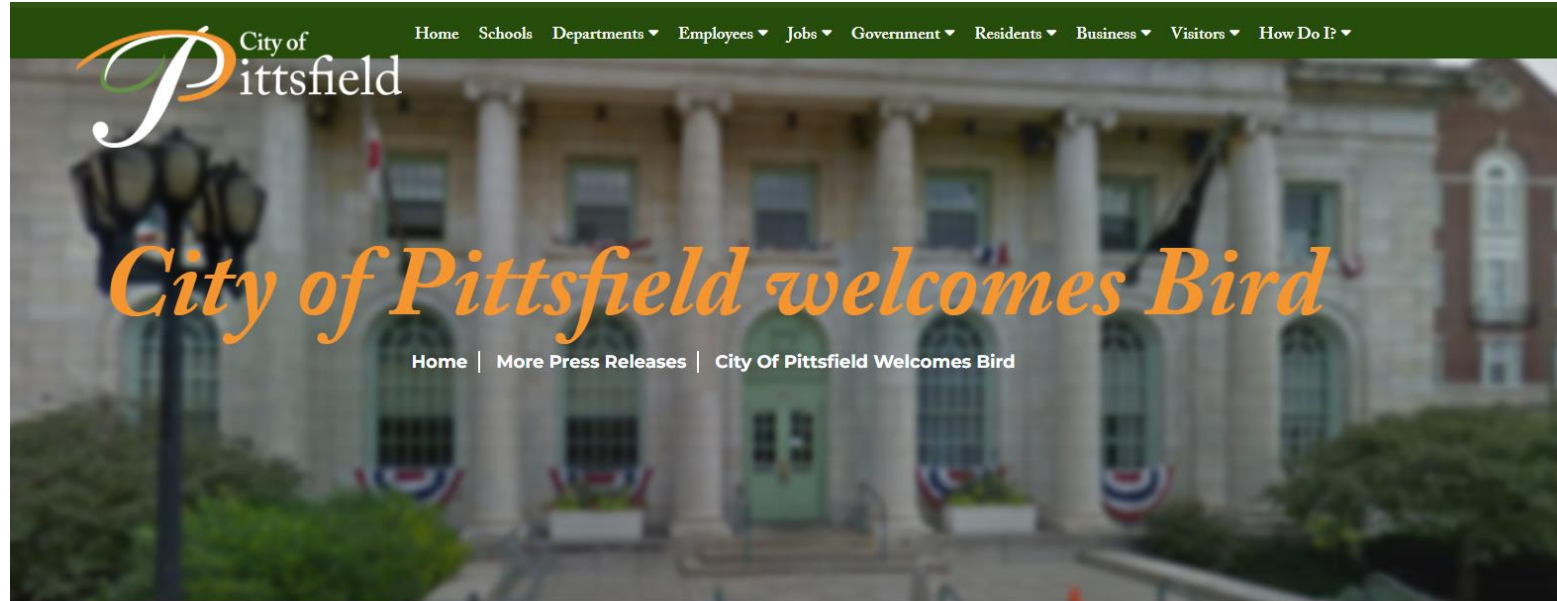 City of
Pittsfield
Home Schools Departments Employees Jobs Government Residents Business Visitors How Do I?
City of Pittsfield welcomes Bird
Home | More Press Releases | City Of Pittsfield Welcomes Bird